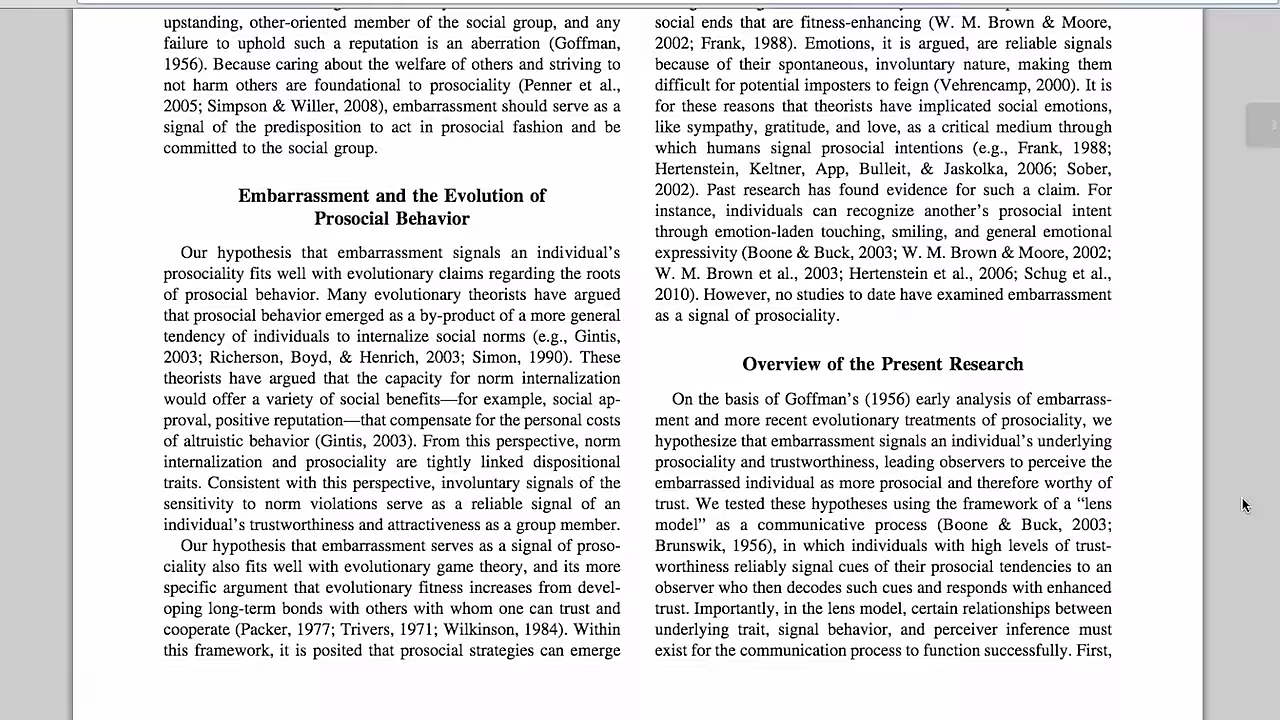 upstanding, other-oriented member of the social group, and any
failure to uphold such a reputation is an aberration (Goffman,
1956). Because caring about the welfare of others and striving to
not harm others are foundational to prosociality (Penner et al.,
2005; Simpson & Willer, 2008), embarrassment should serve as a
signal of the predisposition to act in prosocial fashion and be
committed to the social group.
Embarrassment and the Evolution of
Prosocial Behavior
Our hypothesis that embarrassment signals an individual's
prosociality fits well with evolutionary claims regarding the roots
of prosocial behavior. Many evolutionary theorists have argued
that prosocial behavior emerged as a by-product of a more general
tendency of individuals to internalize social norms (e.g., Gintis,
2003; Richerson, Boyd, & Henrich, 2003; Simon, 1990). These
theorists have argued that the capacity for norm internalization
would offer a variety of social benefits—for example, social ap-
proval, positive reputation—that compensate for the personal costs
of altruistic behavior (Gintis, 2003). From this perspective, norm
internalization and prosociality are tightly linked dispositional
traits. Consistent with this perspective, involuntary signals of the
sensitivity to norm violations serve as a reliable signal of an
individual's trustworthiness and attractiveness as a group member.
Our hypothesis that embarrassment serves as a signal of proso-
ciality also fits well with evolutionary game theory, and its more
specific argument that evolutionary fitness increases from devel-
oping long-term bonds with others with whom one can trust and
cooperate (Packer, 1977; Trivers, 1971; Wilkinson, 1984). Within
this framework, it is posited that prosocial strategies can emerge
social ends that are fitness-enhancing (W. M. Brown & Moore,
2002; Frank, 1988). Emotions, it is argued, are reliable signals
because of their spontaneous, involuntary nature, making them
difficult for potential imposters to feign (Vehrencamp, 2000). It is
for these reasons that theorists have implicated social emotions,
like sympathy, gratitude, and love, as a critical medium through
which humans signal prosocial intentions (e.g., Frank, 1988;
Hertenstein, Keltner, App, Bulleit, & Jaskolka, 2006; Sober,
2002). Past research has found evidence for such a claim. For
instance, individuals can recognize another's prosocial intent
through emotion-laden touching, smiling, and general emotional
expressivity (Boone & Buck, 2003; W. M. Brown & Moore, 2002;
W. M. Brown et al., 2003; Hertenstein et al., 2006; Schug et al.,
2010). However, no studies to date have examined embarrassment
as a signal of prosociality.
Overview of the Present Research
On the basis of Goffman's (1956) early analysis of embarrass-
ment and more recent evolutionary treatments of prosociality, we
hypothesize that embarrassment signals an individual's underlying
prosociality and trustworthiness, leading observers to perceive the
embarrassed individual as more prosocial and therefore worthy of
trust. We tested these hypotheses using the framework of a "lens
model" as a communicative process (Boone & Buck, 2003;
Brunswik, 1956), in which individuals with high levels of trust-
worthiness reliably signal cues of their prosocial tendencies to an
observer who then decodes such cues and responds with enhanced
trust. Importantly, in the lens model, certain relationships between
underlying trait, signal behavior, and perceiver inference must
exist for the communication process to function successfully. First,